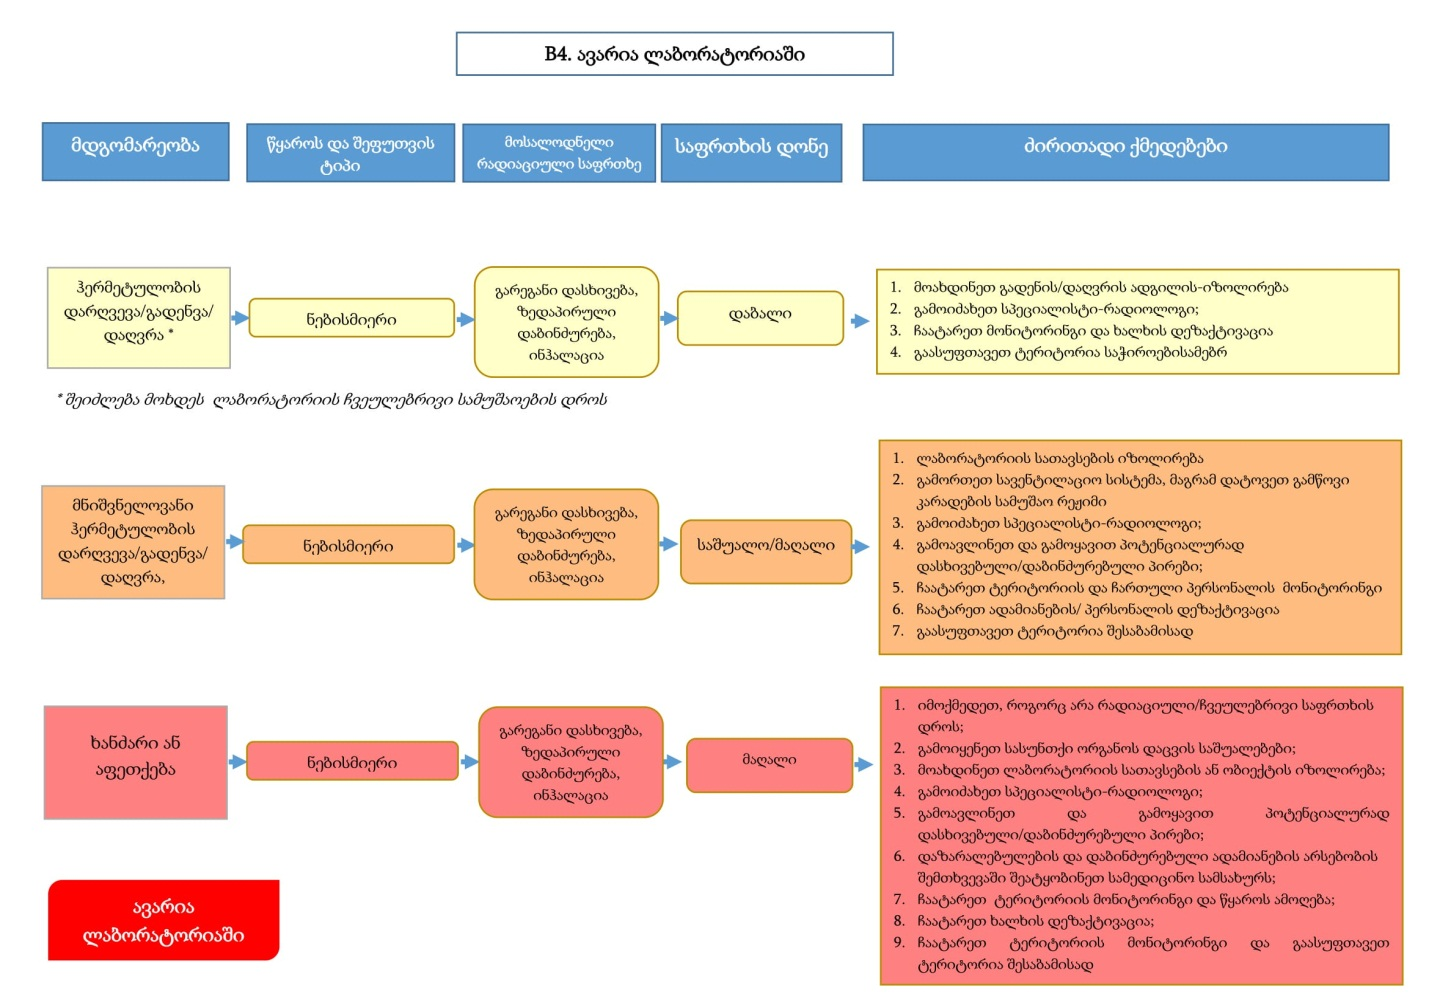 B4. ავარია ლაბორატორიაში
მდგომარეობა
წყაროს და შეფუთვის
ტიპი
მოსალოდნელი
რადიაციული საფრთხე
საფრთხის დონე
ძირითადი ქმედებები
ჰერმეტულობის
დარღვევა/გადენვა/
დაღვრა *
ნებისმიერი
გარეგანი დასხივება,
ზედაპირული
დაბინძურება,
ინჰალაცია
დაბალი
1. მოახდინეთ გადენის/დაღვრის ადგილის-იზოლირება
2. გამოიძახეთ სპეციალისტი-რადიოლოგი;
3. ჩაატარეთ მონიტორინგი და ხალხის დეზაქტივაცია
4. გაასუფთავეთ ტერიტორია საჭიროებისამებრ
* შეიძლება მოხდეს ლაბორატორიის ჩვეულებრივი სამუშაოების დროს
მნიშვნელოვანი
ჰერმეტულობის
დარღვევა/გადენვა/
დაღვრა,
ნებისმიერი
გარეგანი დასხივება,
ზედაპირული
დაბინძურება,
ინჰალაცია
საშუალო/მაღალი
1. ლაბორატორიის სათავსების იზოლირება
2. გამორთეთ სავენტილაციო სისტემა, მაგრამ დატოვეთ გამწოვი
კარადების სამუშაო რეჟიმი
3. გამოიძახეთ სპეციალისტი-რადიოლოგი;
4. გამოავლინეთ და გამოყავით პოტენციალურად
დასხივებული/დაბინძურებული პირები;
5. ჩაატარეთ ტერიტორიის და ჩართული პერსონალის მონიტორინგი
6. ჩაატარეთ ადამიანების/ პერსონალის დეზაქტივაცია
7. გაასუფთავეთ ტერიტორია შესაბამისად
ხანძარი ან
აფეთქება
ნებისმიერი
გარეგანი დასხივება,
ზედაპირული
დაბინძურება,
ინჰალაცია
მაღალი
1. იმოქმედეთ, როგორც არა რადიაციული/ჩვეულებრივი საფრთხის
დროს;
2. გამოიყენეთ სასუნთქი ორგანოს დაცვის საშუალებები;
3. მოახდინეთ ლაბორატორიის სათავსების ან ობიექტის იზოლირება;
4. გამოიძახეთ სპეციალისტი-რადიოლოგი;
5. გამოავლინეთ და გამოყავით პოტენციალურად
დასხივებული/დაბინძურებული პირები;
6. დაზარალებულების და დაბინძურებული ადამიანების არსებობის
შემთხვევაში შეატყობინეთ სამედიცინო სამსახურს;
7. ჩაატარეთ ტერიტორიის მონიტორინგი და წყაროს ამოღება;
8. ჩაატარეთ ხალხის დეზაქტივაცია;
9. ჩაატარეთ ტერიტორიის მონიტორინგი და გაასუფთავეთ
ტერიტორია შესაბამისად
ავარია
ლაბორატორიაში